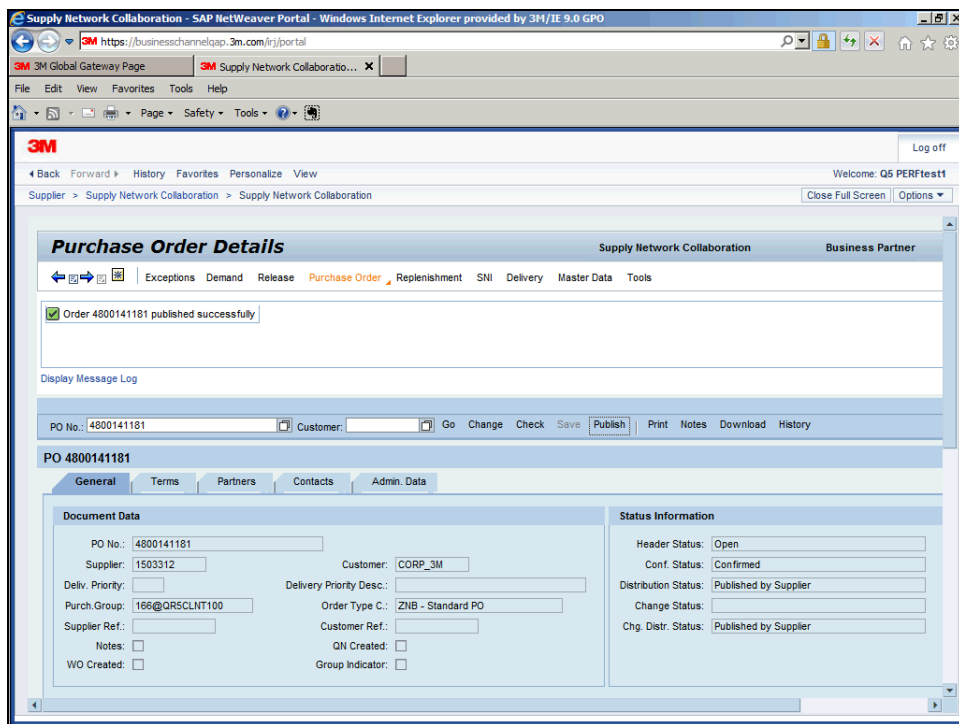 Supply Network Collaboration - SAP NetWeaver Portal - Windows Internet Explorer provided by 3M/IE 9.0 GPO
3M https://businesschannelqap.3m.com/irj/portal
3M 3M Global Gateway Page 3M Supply Network Collaboratio... X
File Edit View Favorites Tools Help
Page Safety Tools
3M Log off
Back Forward History Favorites Personalize View Welcome: Q5 PERFtest1
Supplier > Supply Network Collaboration > Supply Network Collaboration Close Full Screen Options
Purchase Order Details Supply Network Collaboration Business Partner
Exceptions Demand Release Purchase Order Replenishment SNI Delivery Master Data Tools
Order 4800141181 published successfully
Display Message Log
PO No.: 4800141181 Customer: Go Change Check Save Publish Print Notes Download History
PO 4800141181
General Terms Partners Contacts Admin. Data
Document Data Status Information
PO No.: 4800141181 Header Status: Open
Supplier: 1503312 Customer: CORP_3M Conf. Status: Confirmed
Deliv. Priority: Delivery Priority Desc.: Distribution Status: Published by Supplier
Purch.Group: 166@QR5CLNT100 Order Type C.: ZNB - Standard PO Change Status:
Supplier Ref.: Customer Ref.: Chg. Distr. Status: Published by Supplier
Notes: QN Created:
WO Created: Group Indicator: